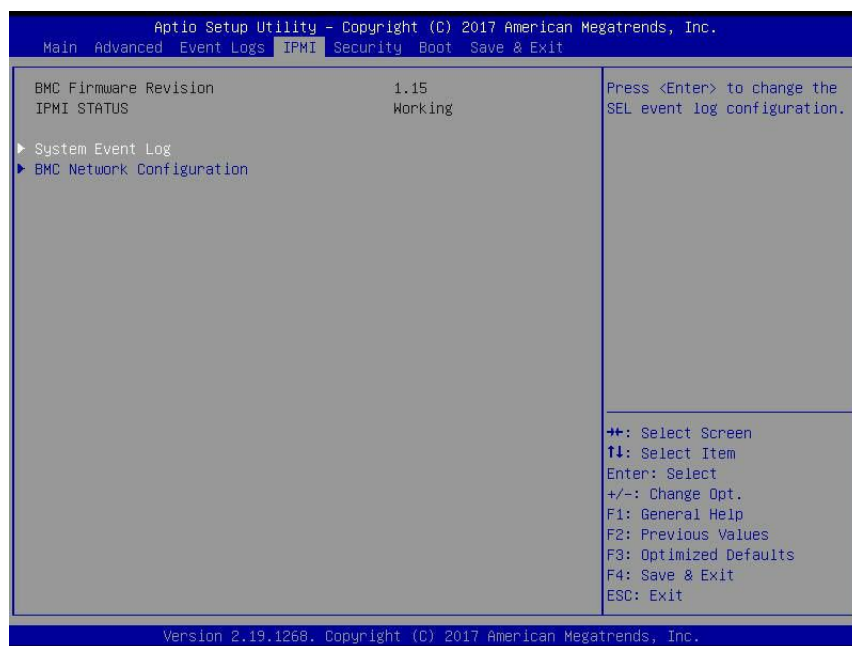 Aptio Setup Utility – Copyright (C) 2017 American Megatrends, Inc.
Main Advanced Event Logs IPMI Security Boot Save & Exit
BMC Firmware Revision 1.15
IPMI STATUS Working
System Event Log
BMC Network Configuration
Press <Enter> to change the
SEL event log configuration.
→←: Select Screen
↑↓: Select Item
Enter: Select
+/-: Change Opt.
F1: General Help
F2: Previous Values
F3: Optimized Defaults
F4: Save & Exit
ESC: Exit
Version 2.19.1268. Copyright (C) 2017 American Megatrends, Inc.